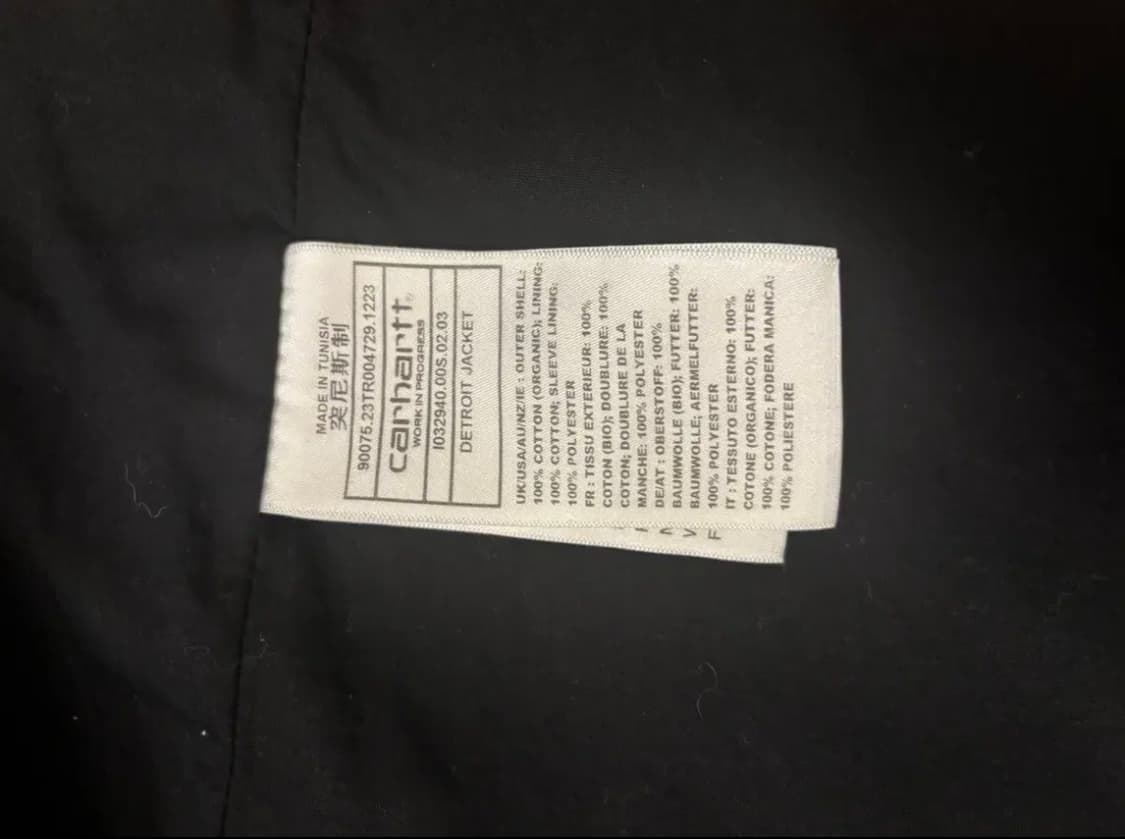 MADE IN TUNISIA
突尼斯制
90075.23TR004729.1223
carhartt®
WORK IN PROGRESS
I032940.00S.02.03
DETROIT JACKET
UK/USA/AU/NZ/IE : OUTER SHELL:
100% COTTON (ORGANIC); LINING:
100% COTTON; SLEEVE LINING:
100% POLYESTER
FR : TISSU EXTERIEUR: 100%
COTON (BIO); DOUBLURE: 100%
COTON; DOUBLURE DE LA
MANCHE: 100% POLYESTER
DE/AT : OBERSTOFF: 100%
BAUMWOLLE (BIO); FUTTER: 100%
BAUMWOLLE; AERMELFUTTER:
100% POLYESTER
IT : TESSUTO ESTERNO: 100%
COTONE (ORGANICO); FUTTER:
100% COTONE; FODERA MANICA:
100% POLIESTERE